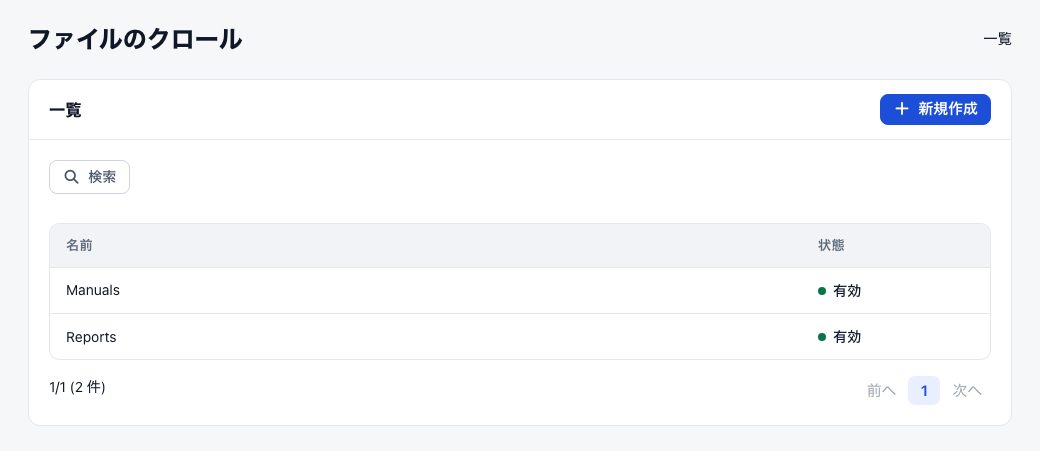 ファイルのクロール
一覧
一覧
新規作成
検索
名前 状態
Manuals 有効
Reports 有効
1/1 (2 件)
前へ 1 次へ